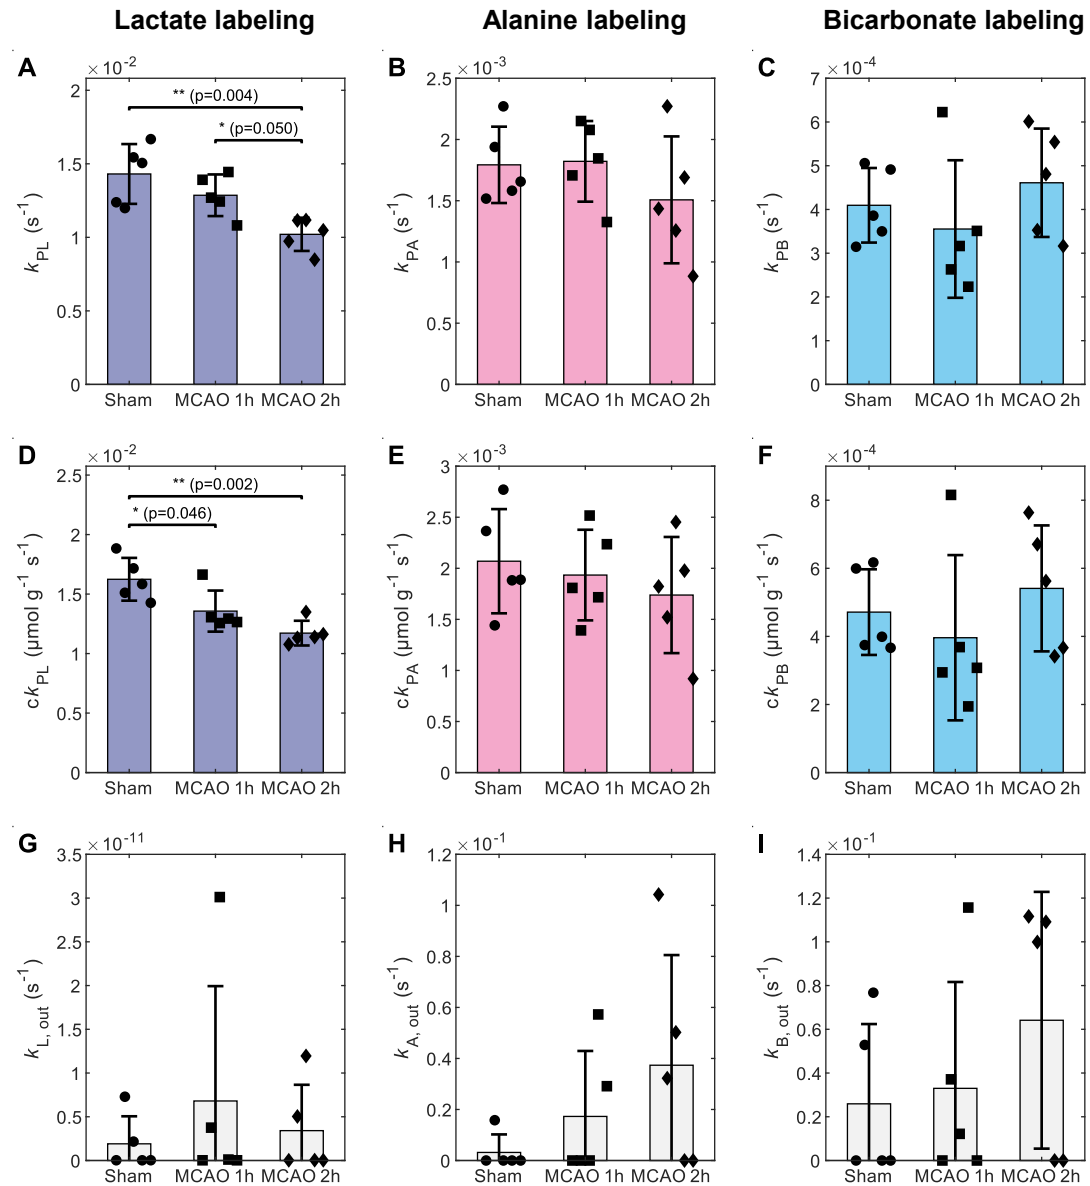 Lactate labeling
Alanine labeling
Bicarbonate labeling
A
×10⁻²
2
1.5
1
0.5
0
k_PL (s⁻¹)
** (p=0.004)
* (p=0.050)
Sham MCAO 1h MCAO 2h
B
×10⁻³
2.5
2
1.5
1
0.5
0
k_PA (s⁻¹)
Sham MCAO 1h MCAO 2h
C
×10⁻⁴
7
6
5
4
3
2
1
0
k_PB (s⁻¹)
Sham MCAO 1h MCAO 2h
D
×10⁻²
2.5
2
1.5
1
0.5
0
ck_PL (μmol g⁻¹ s⁻¹)
** (p=0.002)
* (p=0.046)
Sham MCAO 1h MCAO 2h
E
×10⁻³
3
2.5
2
1.5
1
0.5
0
ck_PA (μmol g⁻¹ s⁻¹)
Sham MCAO 1h MCAO 2h
F
×10⁻⁴
8
6
4
2
0
ck_PB (μmol g⁻¹ s⁻¹)
Sham MCAO 1h MCAO 2h
G
×10⁻¹¹
3.5
3
2.5
2
1.5
1
0.5
0
k_L, out (s⁻¹)
Sham MCAO 1h MCAO 2h
H
×10⁻¹
1.2
1
0.8
0.6
0.4
0.2
0
k_A, out (s⁻¹)
Sham MCAO 1h MCAO 2h
I
×10⁻¹
1.4
1.2
1
0.8
0.6
0.4
0.2
0
k_B, out (s⁻¹)
Sham MCAO 1h MCAO 2h